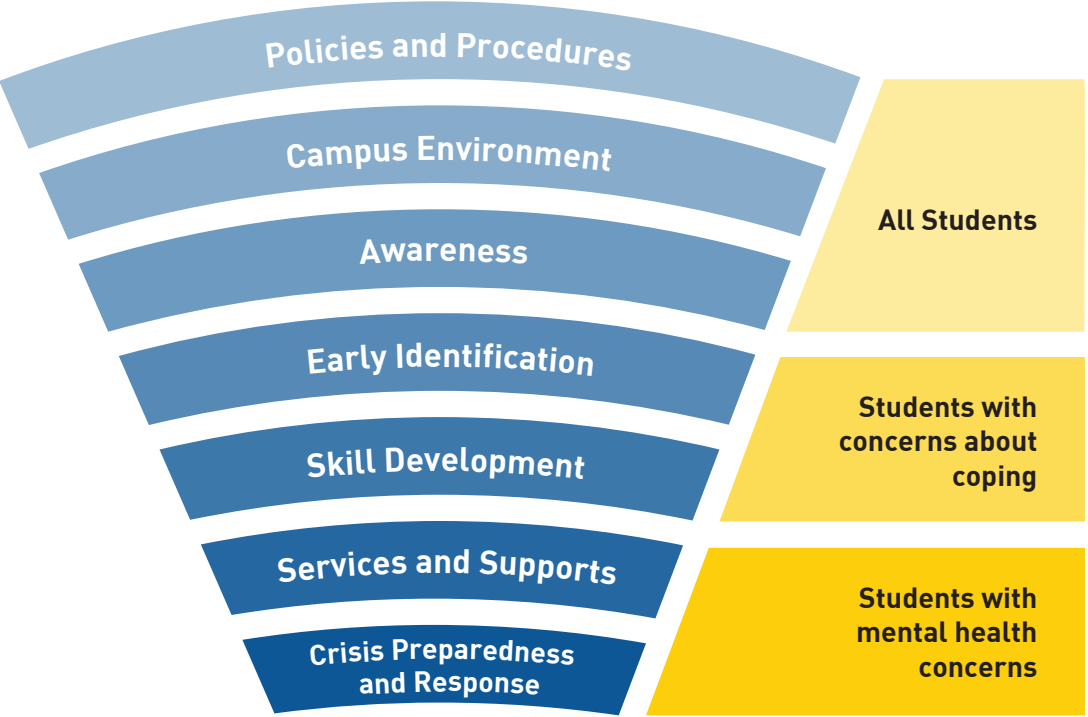 Policies and Procedures
Campus Environment
Awareness
All Students
Early Identification
Skill Development
Students with
concerns about
coping
Services and Supports
Crisis Preparedness
and Response
Students with
mental health
concerns